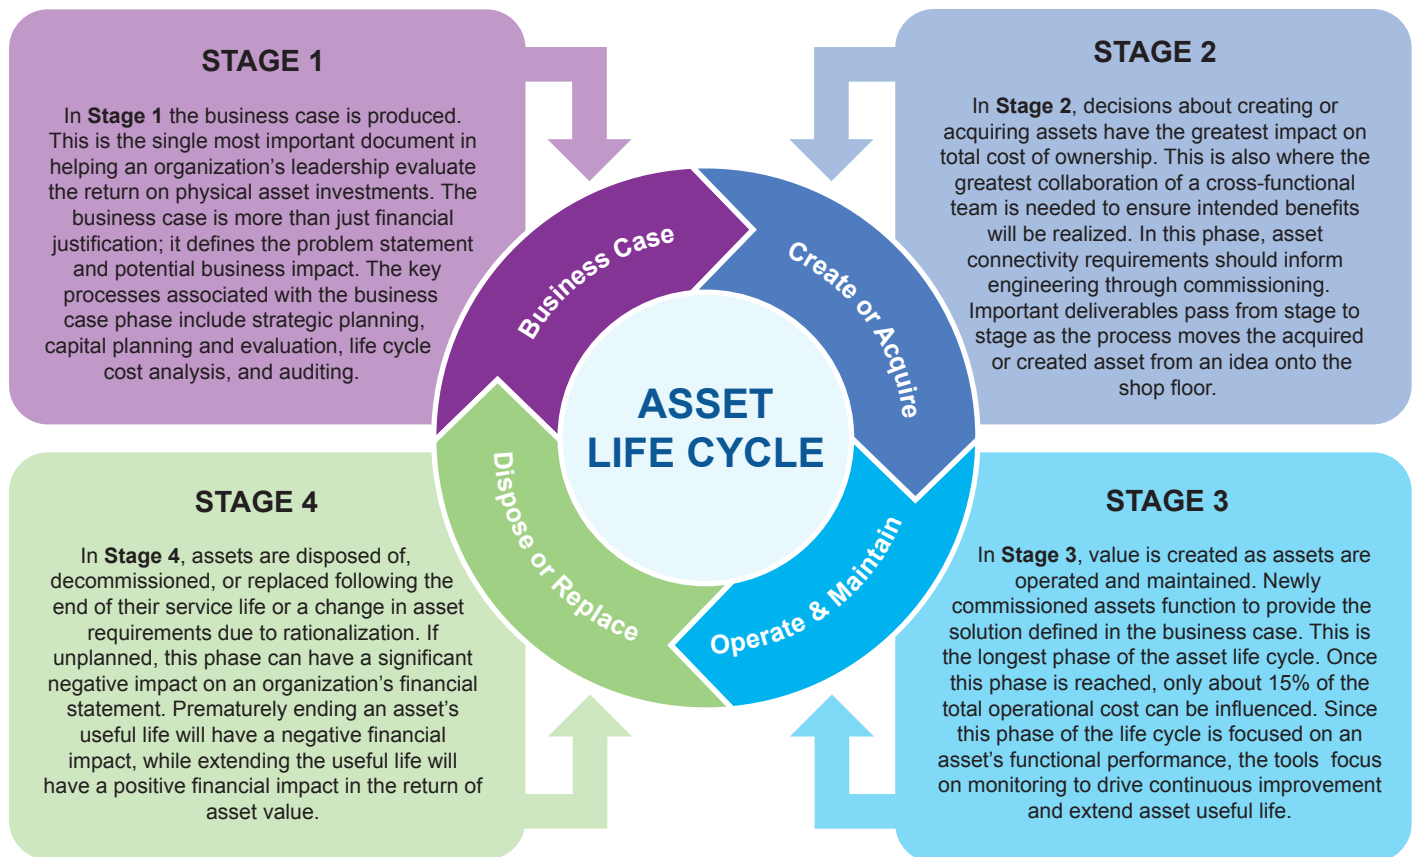 STAGE 1
In Stage 1 the business case is produced.
This is the single most important document in
helping an organization’s leadership evaluate
the return on physical asset investments. The
business case is more than just financial
justification; it defines the problem statement
and potential business impact. The key
processes associated with the business
case phase include strategic planning,
capital planning and evaluation, life cycle
cost analysis, and auditing.
STAGE 2
In Stage 2, decisions about creating or
acquiring assets have the greatest impact on
total cost of ownership. This is also where the
greatest collaboration of a cross-functional
team is needed to ensure intended benefits
will be realized. In this phase, asset
connectivity requirements should inform
engineering through commissioning.
Important deliverables pass from stage to
stage as the process moves the acquired
or created asset from an idea onto the
shop floor.
Business Case
Create or Acquire
ASSET
LIFE CYCLE
Dispose or Replace
Operate & Maintain
STAGE 4
In Stage 4, assets are disposed of,
decommissioned, or replaced following the
end of their service life or a change in asset
requirements due to rationalization. If
unplanned, this phase can have a significant
negative impact on an organization’s financial
statement. Prematurely ending an asset’s
useful life will have a negative financial
impact, while extending the useful life will
have a positive financial impact in the return of
asset value.
STAGE 3
In Stage 3, value is created as assets are
operated and maintained. Newly
commissioned assets function to provide the
solution defined in the business case. This is
the longest phase of the asset life cycle. Once
this phase is reached, only about 15% of the
total operational cost can be influenced. Since
this phase of the life cycle is focused on an
asset’s functional performance, the tools focus
on monitoring to drive continuous improvement
and extend asset useful life.